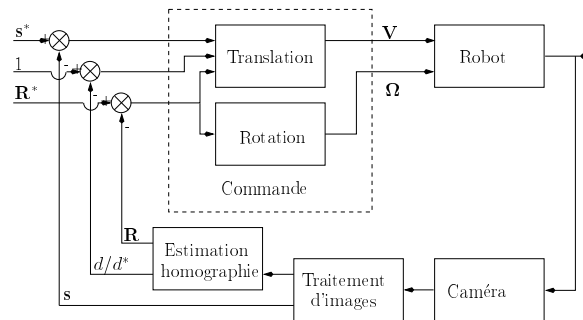 s*
+
-
1
+
-
R*
+
-
Translation
V
Robot
Ω
Rotation
Commande
R
Estimation
homographie
d/d*
s
Traitement
d'images
Caméra